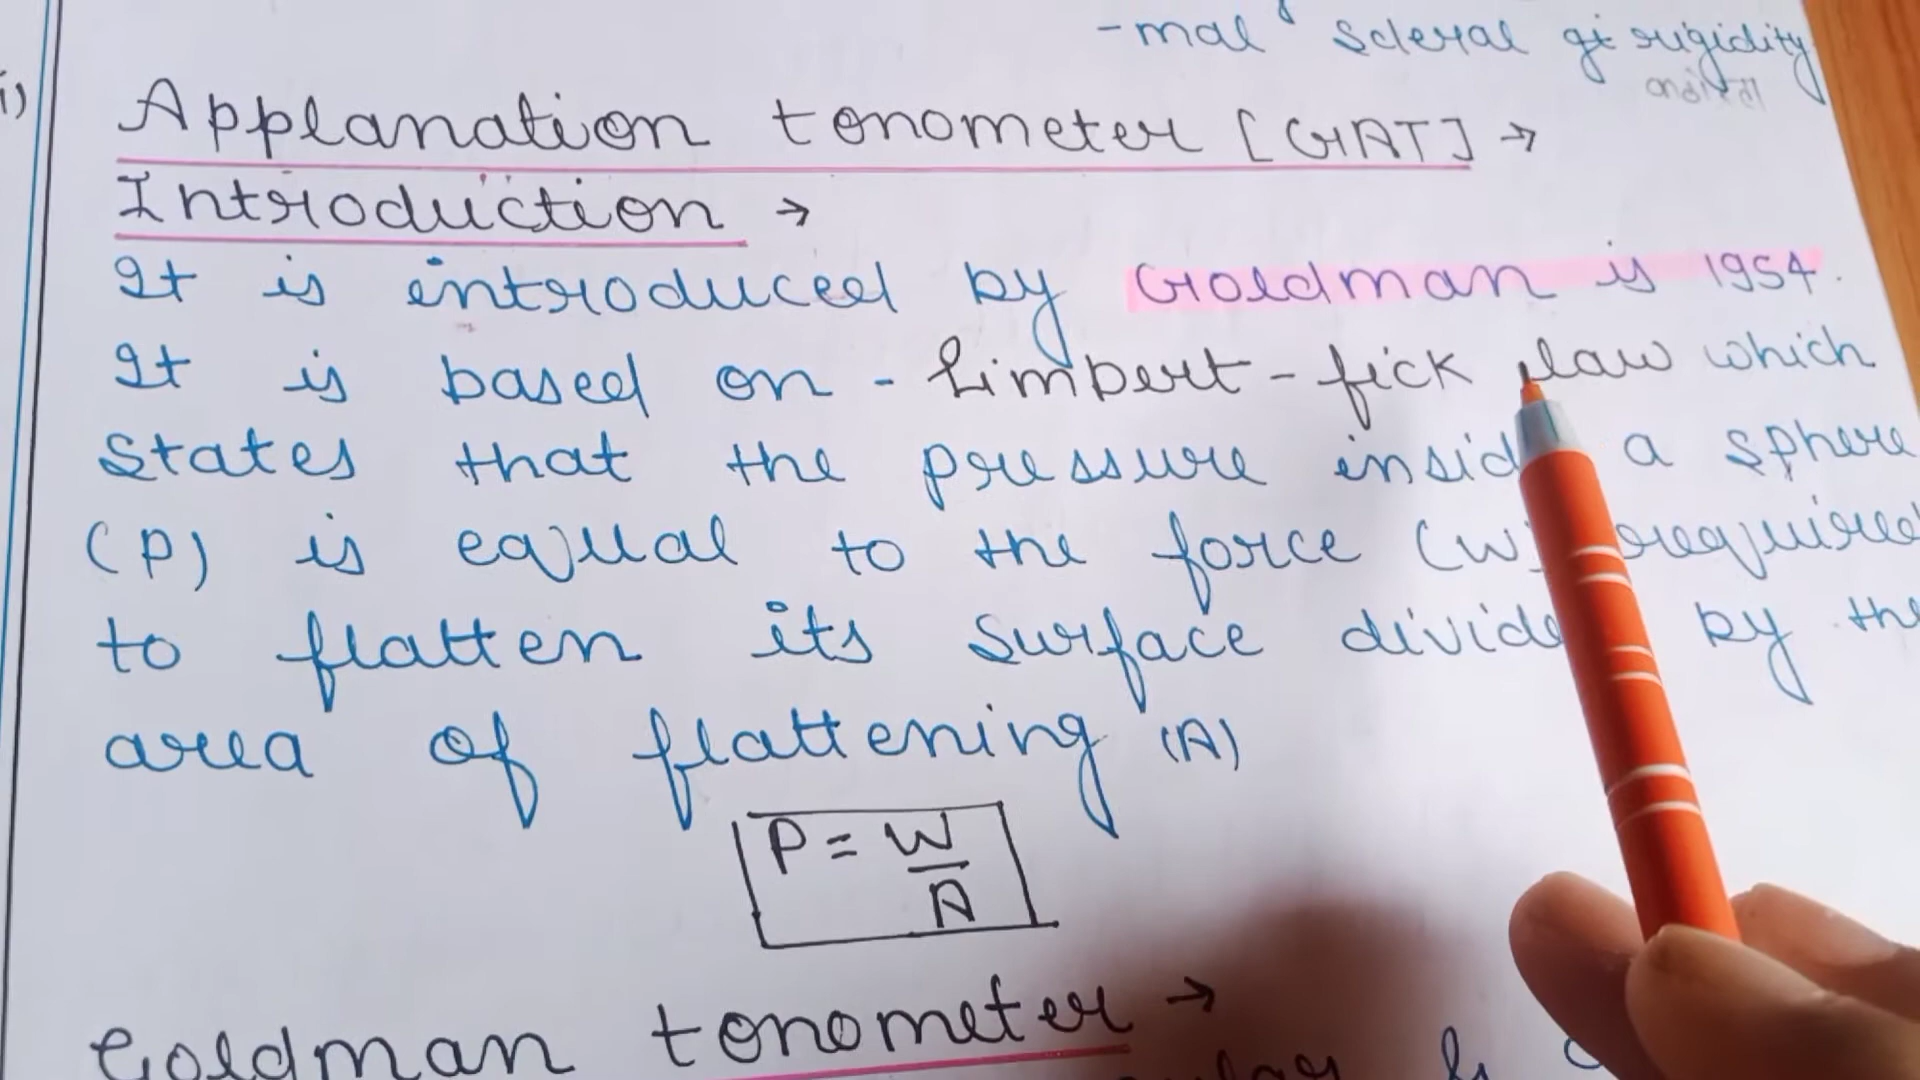 -mal scleral rigidity
i)
Applanation tonometer [GAT] →
Introduction →
It is introduced by Goldman is 1954.
It is based on - Limbert - fick law which
States that the pressure inside a sphere
(P) is equal to the force (W) required
to flatten its surface divide by the
area of flattening (A)
P = W
A
Goldman tonometer →